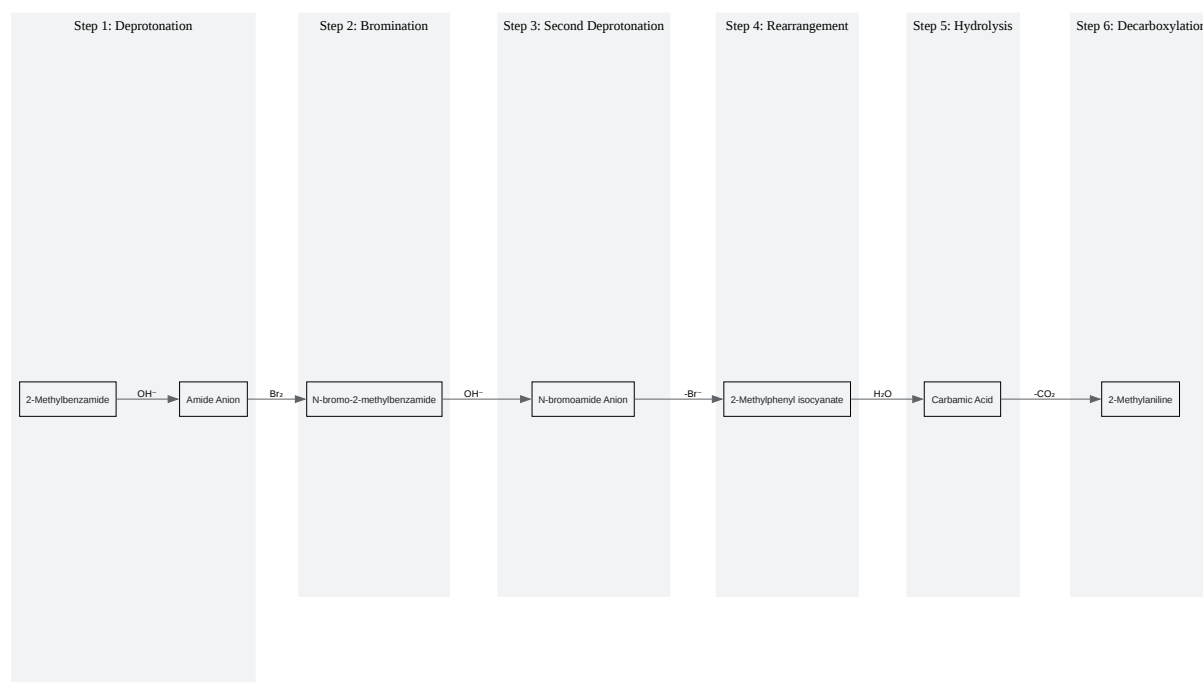 Step 1: Deprotonation
Step 2: Bromination
Step 3: Second Deprotonation
Step 4: Rearrangement
Step 5: Hydrolysis
Step 6: Decarboxylation
2-Methylbenzamide
OH⁻
Amide Anion
Br₂
N-bromo-2-methylbenzamide
OH⁻
N-bromoamide Anion
-Br⁻
2-Methylphenyl isocyanate
H₂O
Carbamic Acid
-CO₂
2-Methylaniline